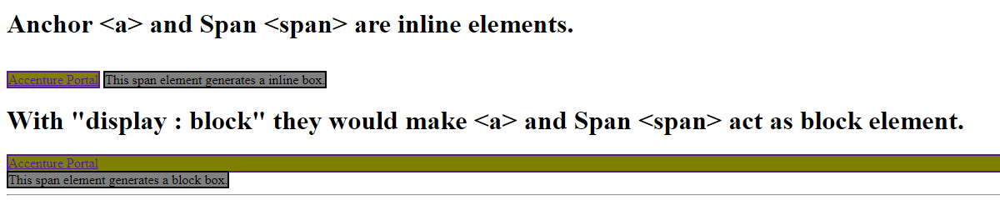 Anchor <a> and Span <span> are inline elements.
Accenture Portal This span element generates a inline box.
With "display : block" they would make <a> and Span <span> act as block element.
Accenture Portal
This span element generates a block box.